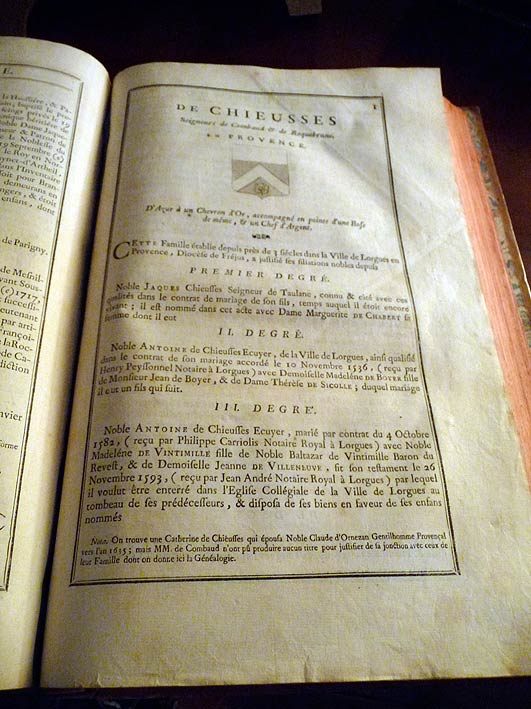 E.
la Haussiere, & Pa-
de Parigny.
du Mesnil
(e) 1717,
Janvier
1
DE CHIEUSSES
Seigneurs de Combaud & de Roquebrune,
EN PROVENCE.
D'Azur à un Chevron d'Or, accompagné en pointe d'une Rose
de même, & un Chef d'Argent.
CETTE Famille établie depuis près de 3 siécles dans la Ville de Lorgues en
Provence, Diocèse de Fréjus, a justifié ses filiations nobles depuis
PREMIER DEGRÉ.
Noble JAQUES Chieusses Seigneur de Taulane, connu & cité avec ces
qualités dans le contrat de mariage de son fils, temps auquel il étoit encore
vivant; il est nommé dans cet acte avec Dame Marguerite DE CHABERT sa
femme dont il eut
II. DEGRÉ.
Noble ANTOINE de Chieusses Ecuyer, de la Ville de Lorgues, ainsi qualifié
dans le contrat de son mariage accordé le 10 Novembre 1536, (reçu par
Henry Peyssonnel Notaire à Lorgues) avec Demoiselle Madeléne DE BOYER fille
de Monsieur Jean de Boyer, & de Dame Thérèse DE SICOLLE; duquel mariage
il eut un fils qui suit.
III. DEGRÉ.
Noble ANTOINE de Chieusses Ecuyer, marié par contrat du 4 Octobre
1582, (reçu par Philippe Carriolis Notaire Royal à Lorgues) avec Noble
Madeléne DE VINTIMILLE fille de Noble Baltazar de Vintimille Baron du
Revest, & de Demoiselle Jeanne DE VILLENEUVE, fit son testament le 26
Novembre 1593, (reçu par Jean André Notaire Royal à Lorgues) par lequel
il voulut être enterré dans l'Eglise Collégiale de la Ville de Lorgues au
tombeau de ses prédécesseurs, & disposa de ses biens en faveur de ses enfans
nommés
Nota. On trouve une Catherine de Chieusses qui épousa Noble Claude d'Ornezan Gentilhomme Provençal
vers l'an 1635; mais MM. de Combaud n'ont pû produire aucun titre pour justifier de la jonction avec ceux de
leur Famille dont on donne ici la Généalogie.